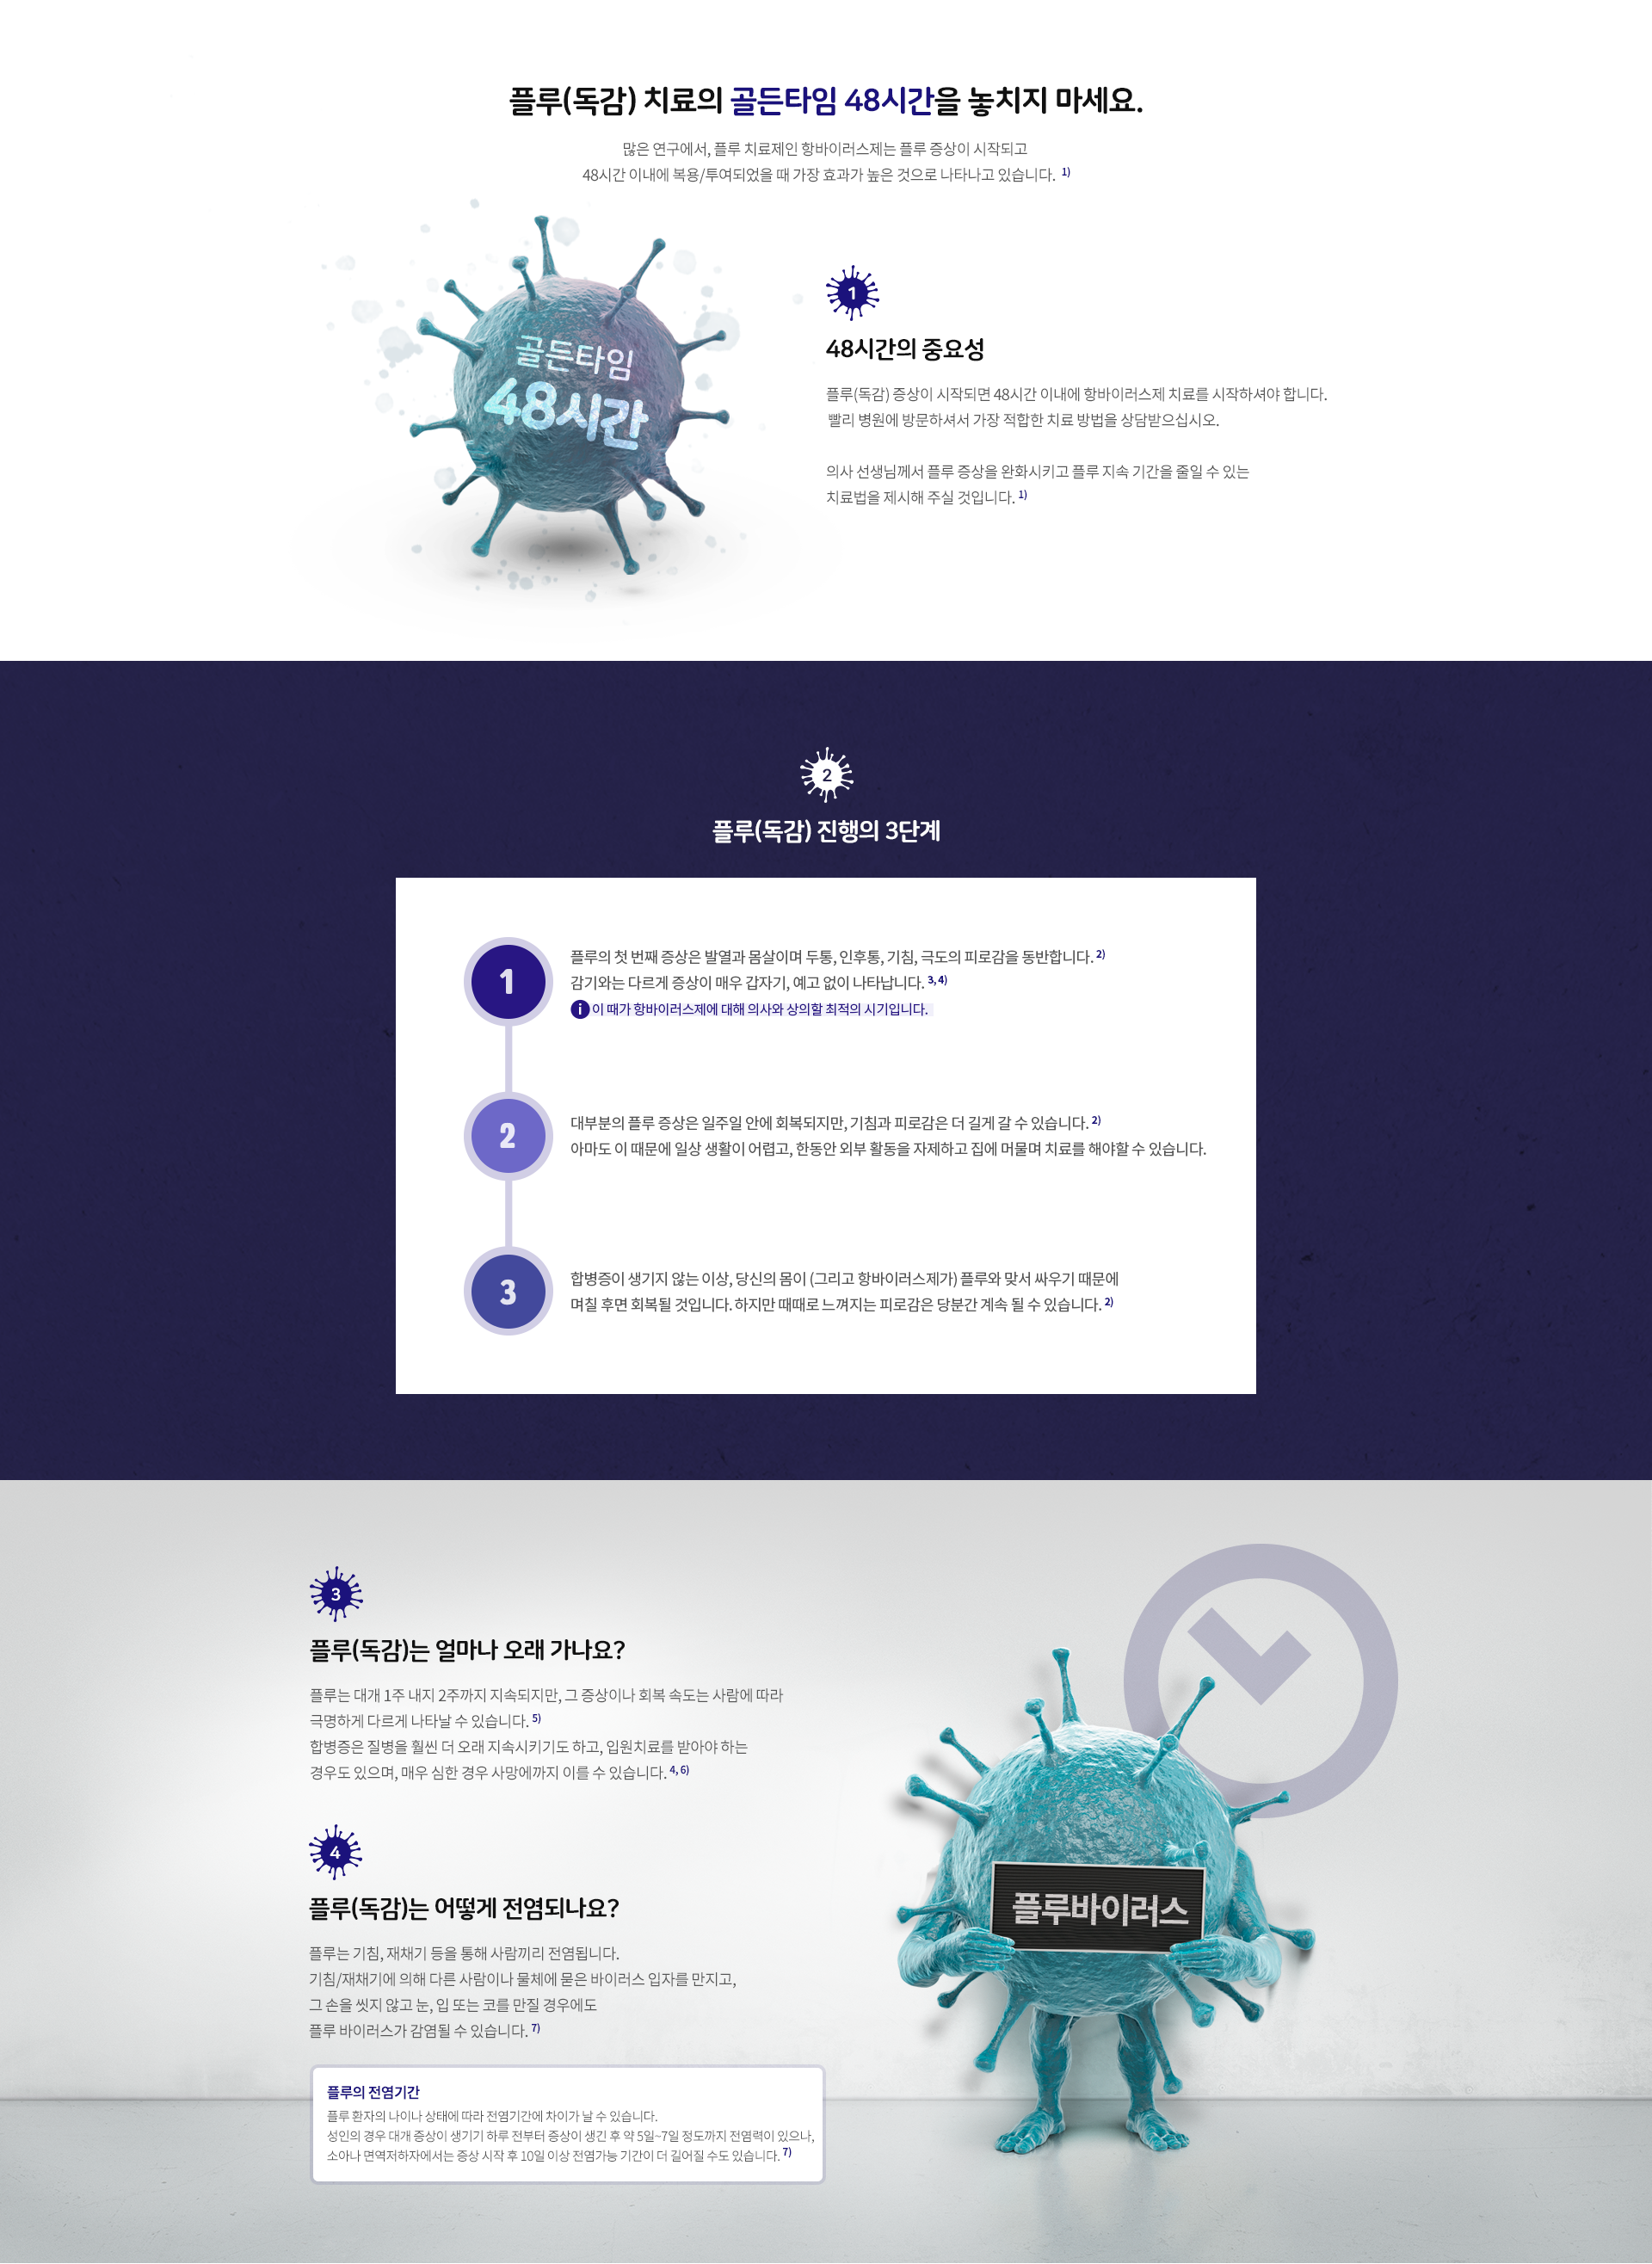 플루(독감) 치료의 골든타임 48시간을 놓치지 마세요.
많은 연구에서, 플루 치료제인 항바이러스제는 플루 증상이 시작되고
48시간 이내에 복용/투여되었을 때 가장 효과가 높은 것으로 나타나고 있습니다. 1)
골든타임
48시간
1
48시간의 중요성
플루(독감) 증상이 시작되면 48시간 이내에 항바이러스제 치료를 시작하셔야 합니다.
빨리 병원에 방문하셔서 가장 적합한 치료 방법을 상담받으십시오.
의사 선생님께서 플루 증상을 완화시키고 플루 지속 기간을 줄일 수 있는
치료법을 제시해 주실 것입니다. 1)
2
플루(독감) 진행의 3단계
1
플루의 첫 번째 증상은 발열과 몸살이며 두통, 인후통, 기침, 극도의 피로감을 동반합니다. 2)
감기와는 다르게 증상이 매우 갑자기, 예고 없이 나타납니다. 3, 4)
i 이 때가 항바이러스제에 대해 의사와 상의할 최적의 시기입니다.
2
대부분의 플루 증상은 일주일 안에 회복되지만, 기침과 피로감은 더 길게 갈 수 있습니다. 2)
아마도 이 때문에 일상 생활이 어렵고, 한동안 외부 활동을 자제하고 집에 머물며 치료를 해야할 수 있습니다.
3
합병증이 생기지 않는 이상, 당신의 몸이 (그리고 항바이러스제가) 플루와 맞서 싸우기 때문에
며칠 후면 회복될 것입니다. 하지만 때때로 느껴지는 피로감은 당분간 계속 될 수 있습니다. 2)
3
플루(독감)는 얼마나 오래 가나요?
플루는 대개 1주 내지 2주까지 지속되지만, 그 증상이나 회복 속도는 사람에 따라
극명하게 다르게 나타날 수 있습니다. 5)
합병증은 질병을 훨씬 더 오래 지속시키기도 하고, 입원치료를 받아야 하는
경우도 있으며, 매우 심한 경우 사망에까지 이를 수 있습니다. 4, 6)
4
플루(독감)는 어떻게 전염되나요?
플루는 기침, 재채기 등을 통해 사람끼리 전염됩니다.
기침/재채기에 의해 다른 사람이나 물체에 묻은 바이러스 입자를 만지고,
그 손을 씻지 않고 눈, 입 또는 코를 만질 경우에도
플루 바이러스가 감염될 수 있습니다. 7)
플루의 전염기간
플루 환자의 나이나 상태에 따라 전염기간에 차이가 날 수 있습니다.
성인의 경우 대개 증상이 생기기 하루 전부터 증상이 생긴 후 약 5일~7일 정도까지 전염력이 있으나,
소아나 면역저하자에서는 증상 시작 후 10일 이상 전염가능 기간이 더 길어질 수도 있습니다. 7)
플루바이러스